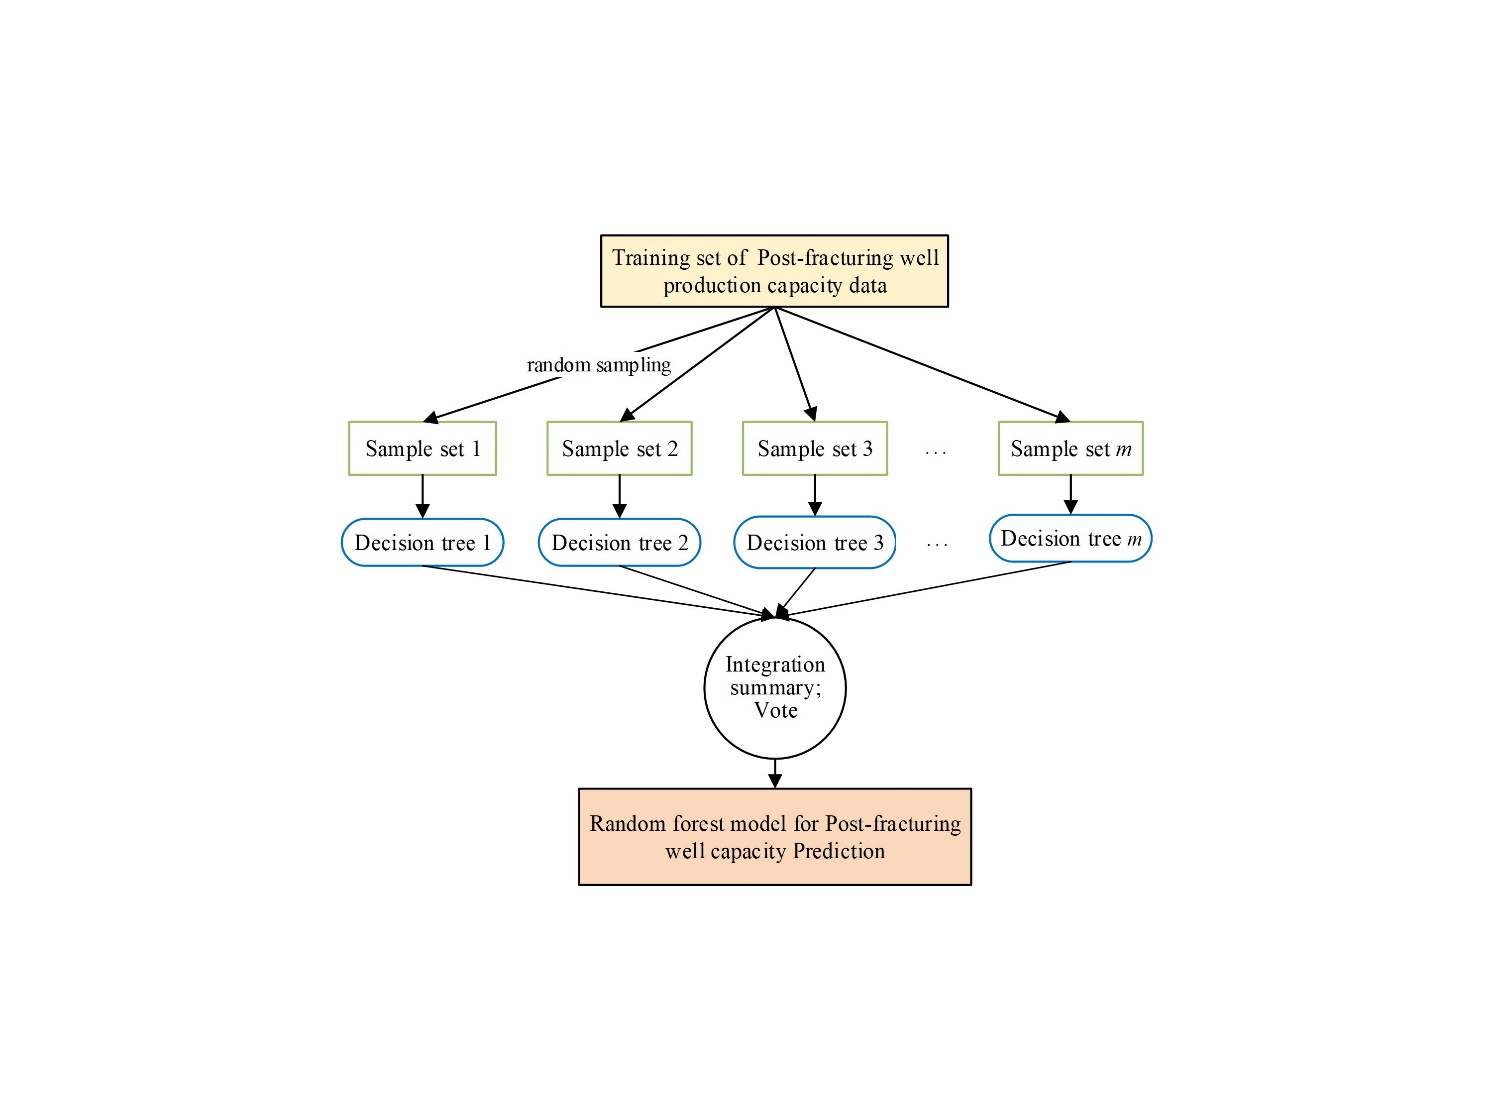 Training set of Post-fracturing well
production capacity data
random sampling
Sample set 1
Sample set 2
Sample set 3
...
Sample set m
Decision tree 1
Decision tree 2
Decision tree 3
...
Decision tree m
Integration
summary;
Vote
Random forest model for Post-fracturing
well capacity Prediction